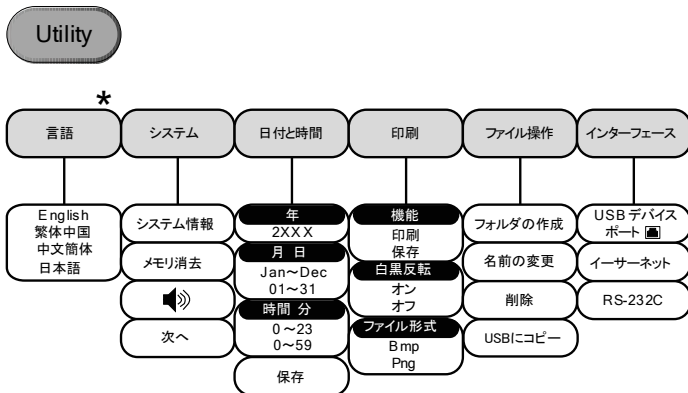 Utility
*
言語
システム
日付と時間
印刷
ファイル操作
インターフェース
English
繁体中国
中文簡体
日本語
システム情報
メモリ消去
次へ
年
2XXX
月 日
Jan～Dec
01～31
時間 分
0～23
0～59
保存
機能
印刷
保存
白黒反転
オン
オフ
ファイル形式
Bmp
Png
フォルダの作成
名前の変更
削除
USBにコピー
USBデバイス
ポート
イーサーネット
RS-232C